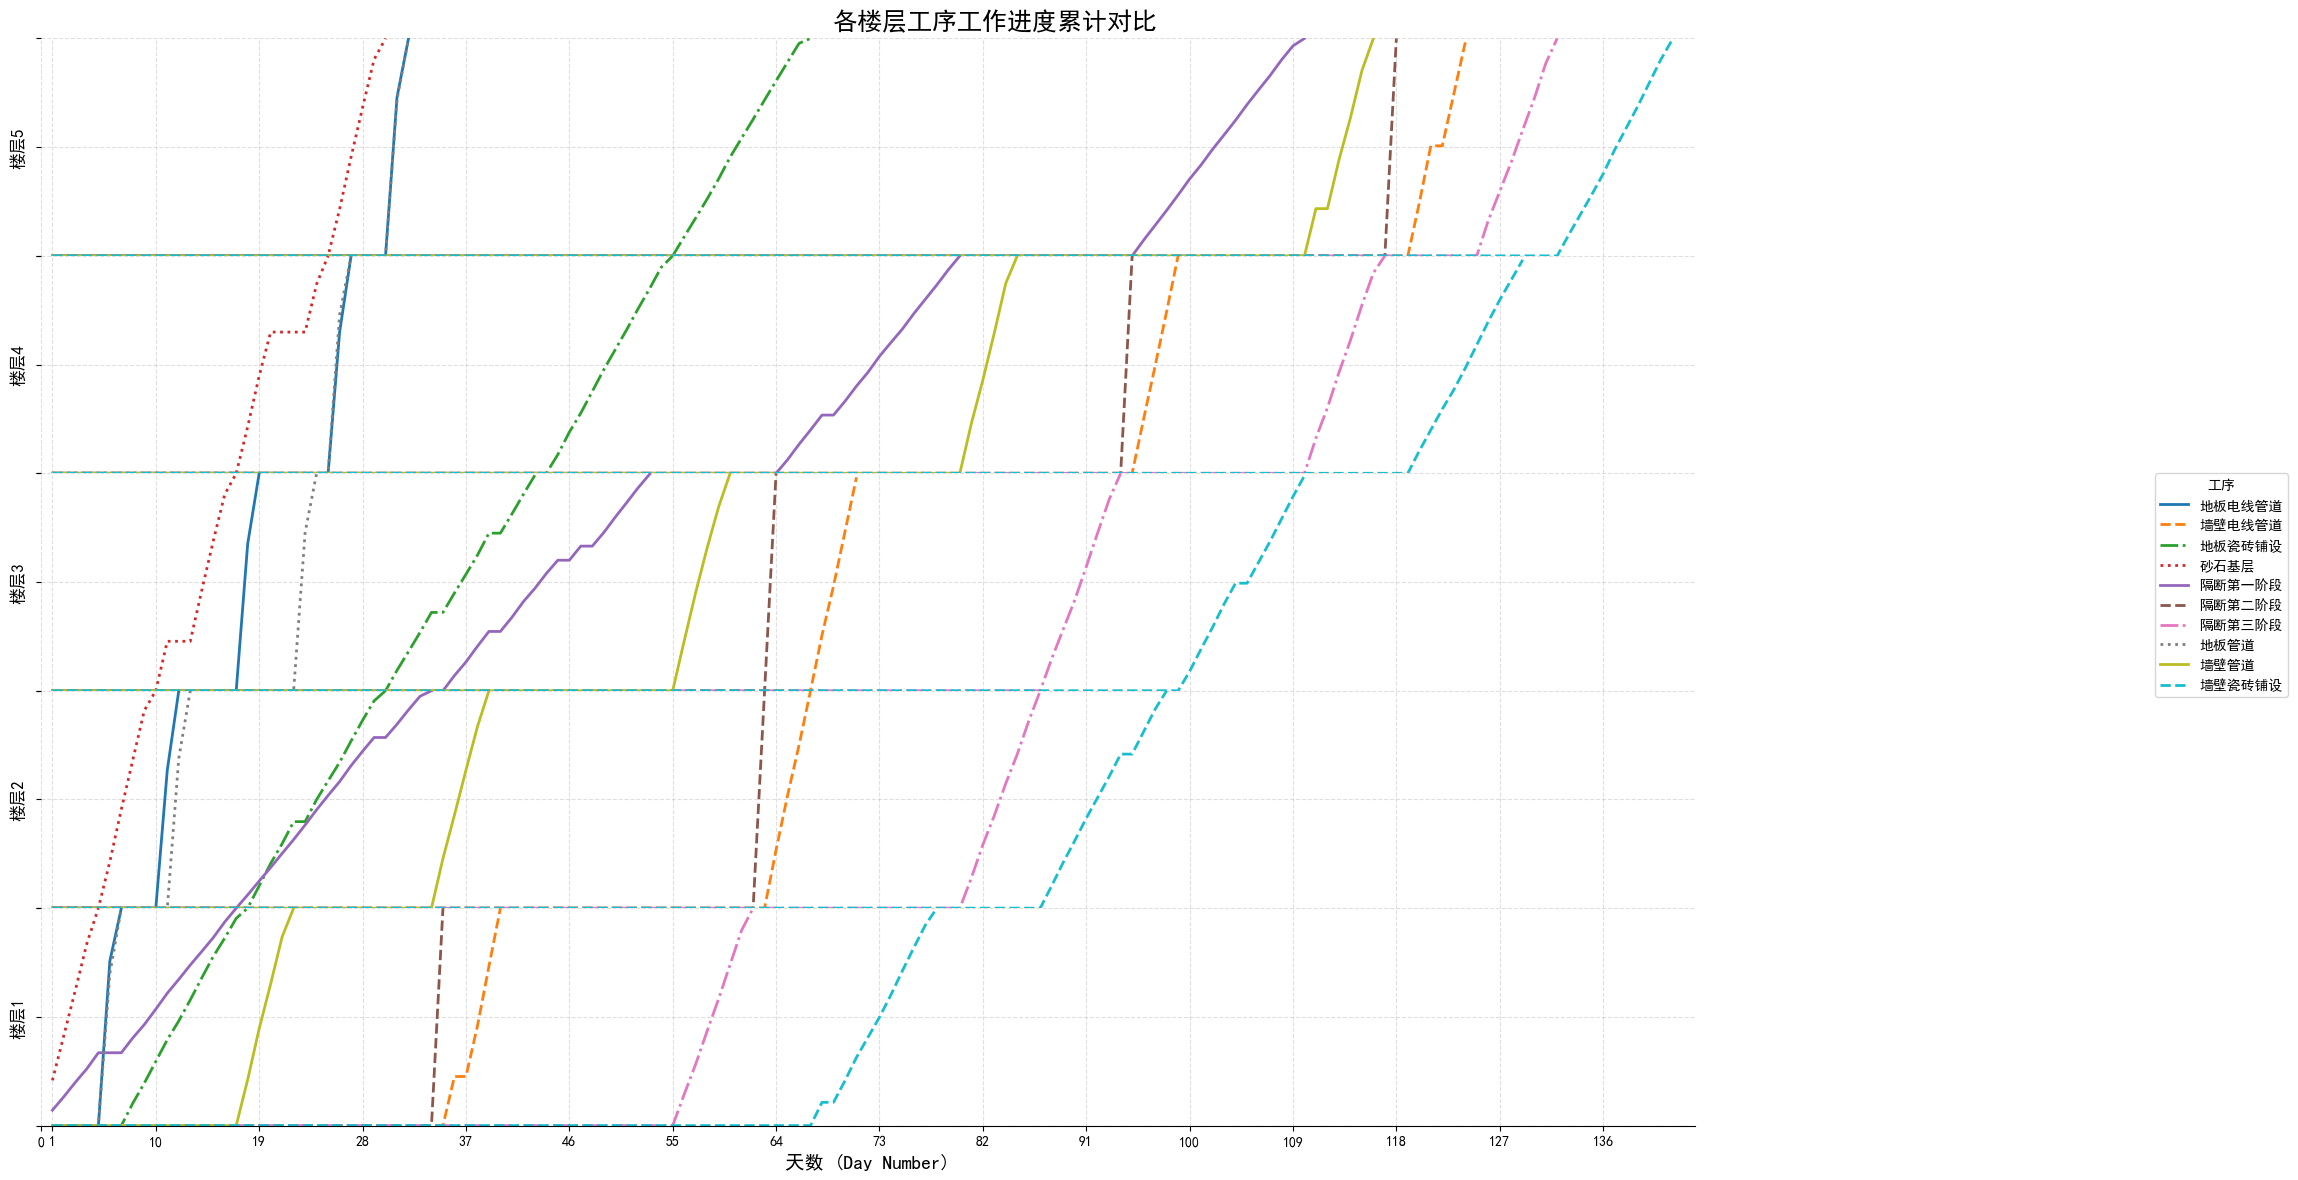 各楼层工序工作进度累计对比
楼层5
楼层4
楼层3
楼层2
楼层1
0 1 10 19 28 37 46 55 64 73 82 91 100 109 118 127 136
天数 (Day Number)
工序
地板电线管道
墙壁电线管道
地板瓷砖铺设
砂石基层
隔断第一阶段
隔断第二阶段
隔断第三阶段
地板管道
墙壁管道
墙壁瓷砖铺设